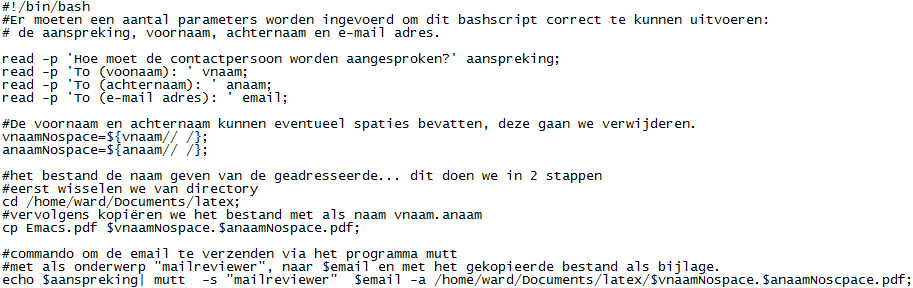 #!/bin/bash
#Er moeten een aantal parameters worden ingevoerd om dit bashscript correct te kunnen uitvoeren:
# de aanspreking, voornaam, achternaam en e-mail adres.
read -p 'Hoe moet de contactpersoon worden aangesproken?' aanspreking;
read -p 'To (voonaam): ' vnaam;
read -p 'To (achternaam): ' anaam;
read -p 'To (e-mail adres): ' email;
#De voornaam en achternaam kunnen eventueel spaties bevatten, deze gaan we verwijderen.
vnaamNospace=${vnaam// /};
anaamNospace=${anaam// /};
#het bestand de naam geven van de geadresseerde... dit doen we in 2 stappen
#eerst wisselen we van directory
cd /home/ward/Documents/latex;
#vervolgens kopiëren we het bestand met als naam vnaam.anaam
cp Emacs.pdf $vnaamNospace.$anaamNospace.pdf;
#commando om de email te verzenden via het programma mutt
#met als onderwerp "mailreviewer", naar $email en met het gekopieerde bestand als bijlage.
echo $aanspreking| mutt  -s "mailreviewer"  $email -a /home/ward/Documents/latex/$vnaamNospace.$anaamNoscpace.pdf;